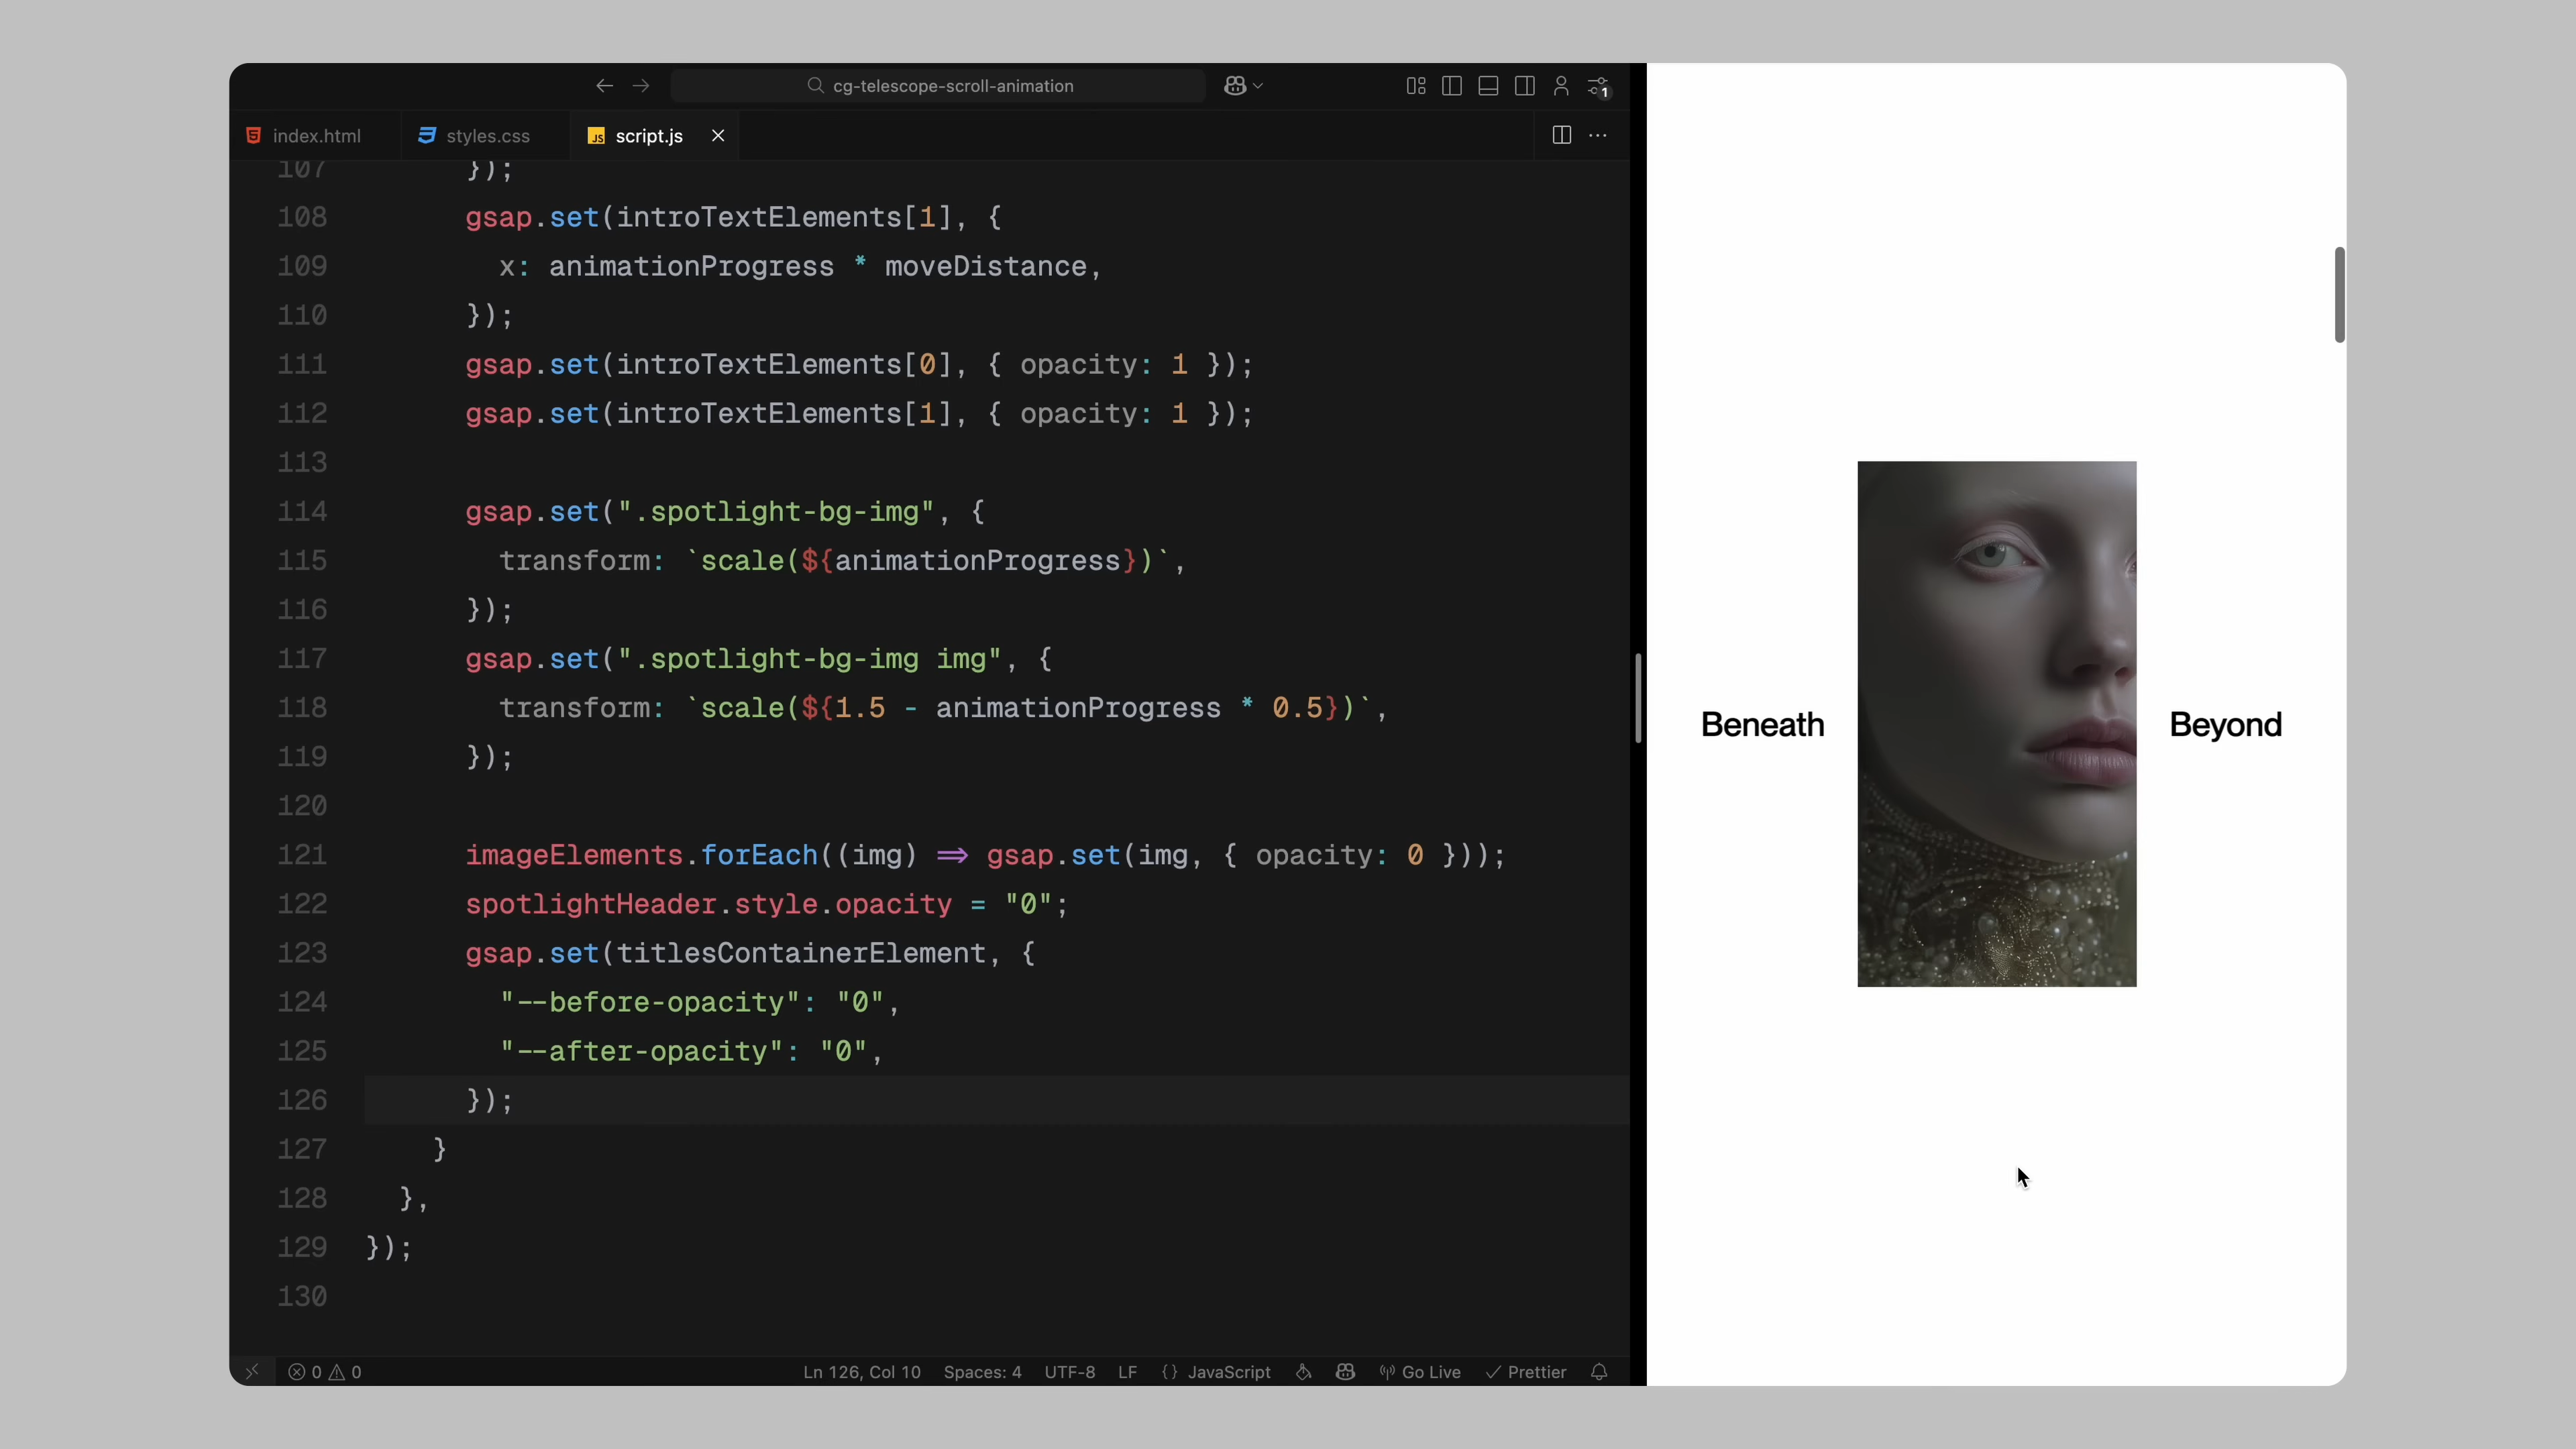 cg-telescope-scroll-animation
1
index.html
styles.css
JS script.js
107 });
108 gsap.set(introTextElements[1], {
109 x: animationProgress * moveDistance,
110 });
111 gsap.set(introTextElements[0], { opacity: 1 });
112 gsap.set(introTextElements[1], { opacity: 1 });
113
114 gsap.set(".spotlight-bg-img", {
115 transform: `scale(${animationProgress})`,
116 });
117 gsap.set(".spotlight-bg-img img", {
118 transform: `scale(${1.5 - animationProgress * 0.5})`,
119 });
120
121 imageElements.forEach((img) => gsap.set(img, { opacity: 0 }));
122 spotlightHeader.style.opacity = "0";
123 gsap.set(titlesContainerElement, {
124 "--before-opacity": "0",
125 "--after-opacity": "0",
126 });
127 }
128 },
129 });
130
0 0
Ln 126, Col 10 Spaces: 4 UTF-8 LF {} JavaScript Go Live Prettier
Beneath
Beyond